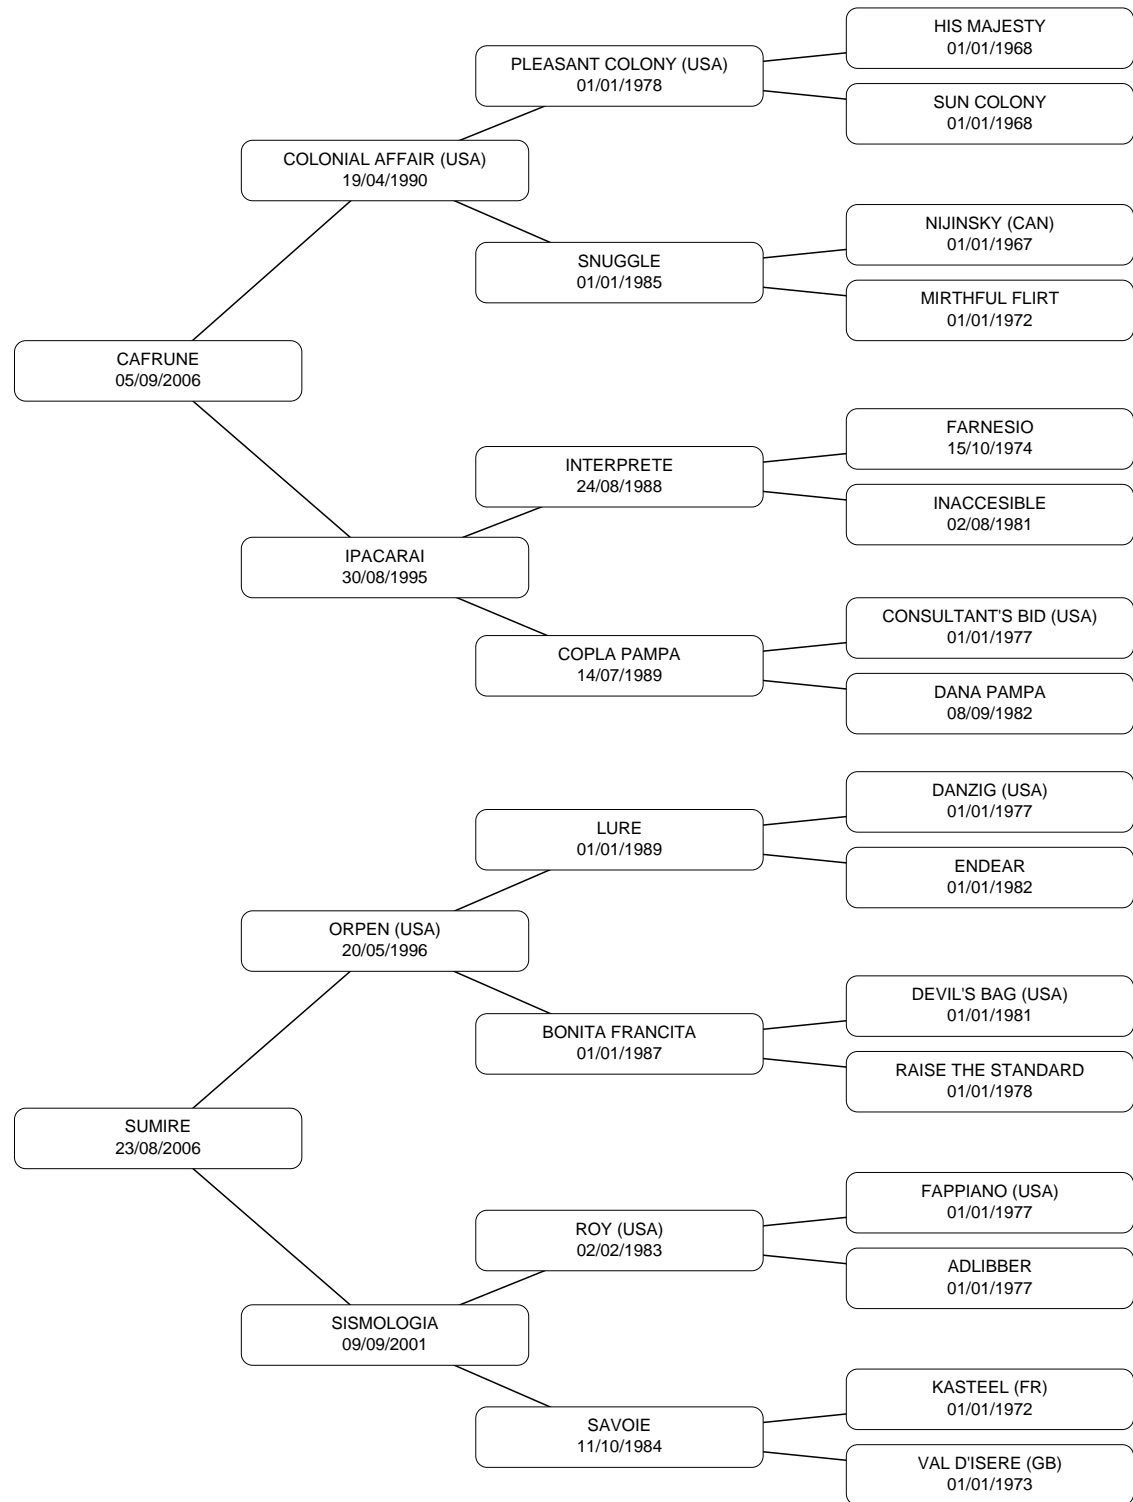 HIS MAJESTY
01/01/1968
PLEASANT COLONY (USA)
01/01/1978
SUN COLONY
01/01/1968
COLONIAL AFFAIR (USA)
19/04/1990
NIJINSKY (CAN)
01/01/1967
SNUGGLE
01/01/1985
MIRTHFUL FLIRT
01/01/1972
CAFRUNE
05/09/2006
FARNESIO
15/10/1974
INTERPRETE
24/08/1988
INACCESIBLE
02/08/1981
IPACARAI
30/08/1995
CONSULTANT'S BID (USA)
01/01/1977
COPLA PAMPA
14/07/1989
DANA PAMPA
08/09/1982
DANZIG (USA)
01/01/1977
LURE
01/01/1989
ENDEAR
01/01/1982
ORPEN (USA)
20/05/1996
DEVIL'S BAG (USA)
01/01/1981
BONITA FRANCITA
01/01/1987
RAISE THE STANDARD
01/01/1978
SUMIRE
23/08/2006
FAPPIANO (USA)
01/01/1977
ROY (USA)
02/02/1983
ADLIBBER
01/01/1977
SISMOLOGIA
09/09/2001
KASTEEL (FR)
01/01/1972
SAVOIE
11/10/1984
VAL D'ISERE (GB)
01/01/1973